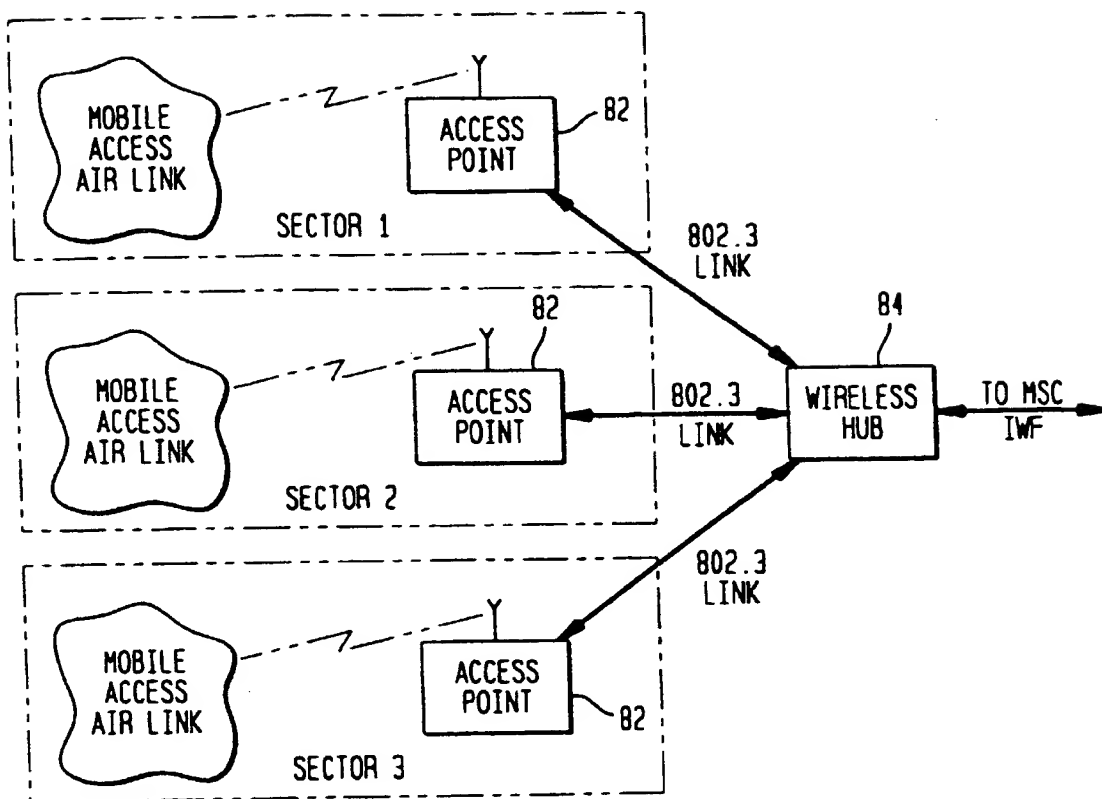 MOBILE
ACCESS
AIR LINK
ACCESS
POINT
82
SECTOR 1
802.3
LINK
MOBILE
ACCESS
AIR LINK
82
ACCESS
POINT
SECTOR 2
802.3
LINK
84
WIRELESS
HUB
TO MSC
IWF
802.3
LINK
MOBILE
ACCESS
AIR LINK
ACCESS
POINT
82
SECTOR 3